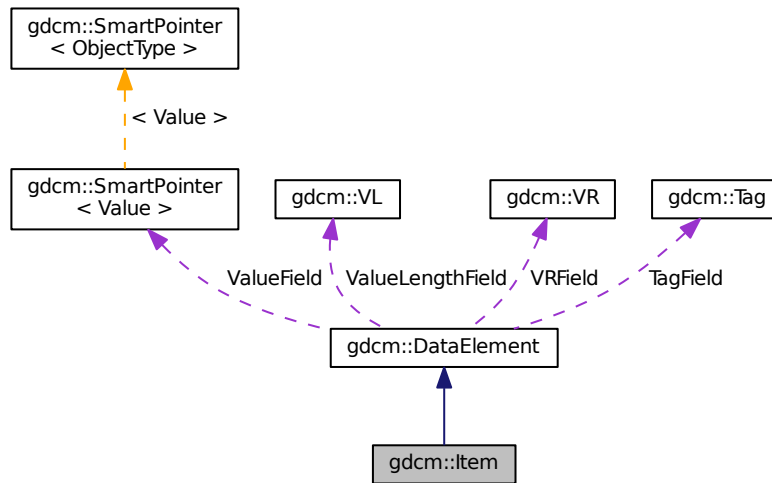 gdcm::SmartPointer
< ObjectType >
< Value >
gdcm::SmartPointer
< Value >
gdcm::VL
gdcm::VR
gdcm::Tag
ValueField
ValueLengthField
VRField
TagField
gdcm::DataElement
gdcm::Item